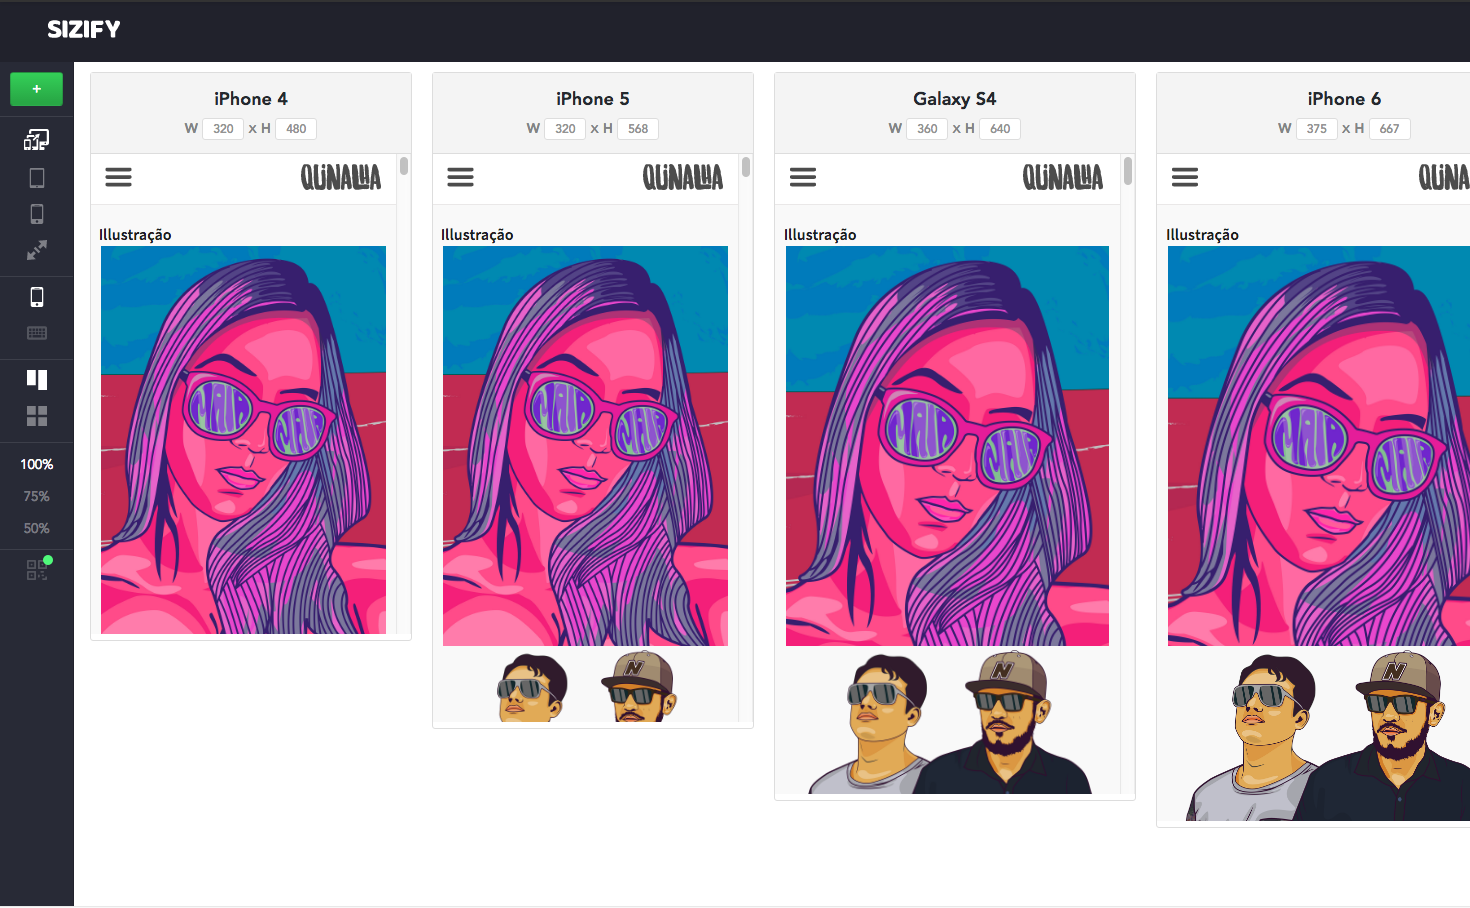 SIZIFY
+
iPhone 4
W 320 x H 480
iPhone 5
W 320 x H 568
Galaxy S4
W 360 x H 640
iPhone 6
W 375 x H 667
QUINALHA
QUINALHA
QUINALHA
QUINA
Illustração
Illustração
Illustração
Illustração
N
N
N
100%
75%
50%